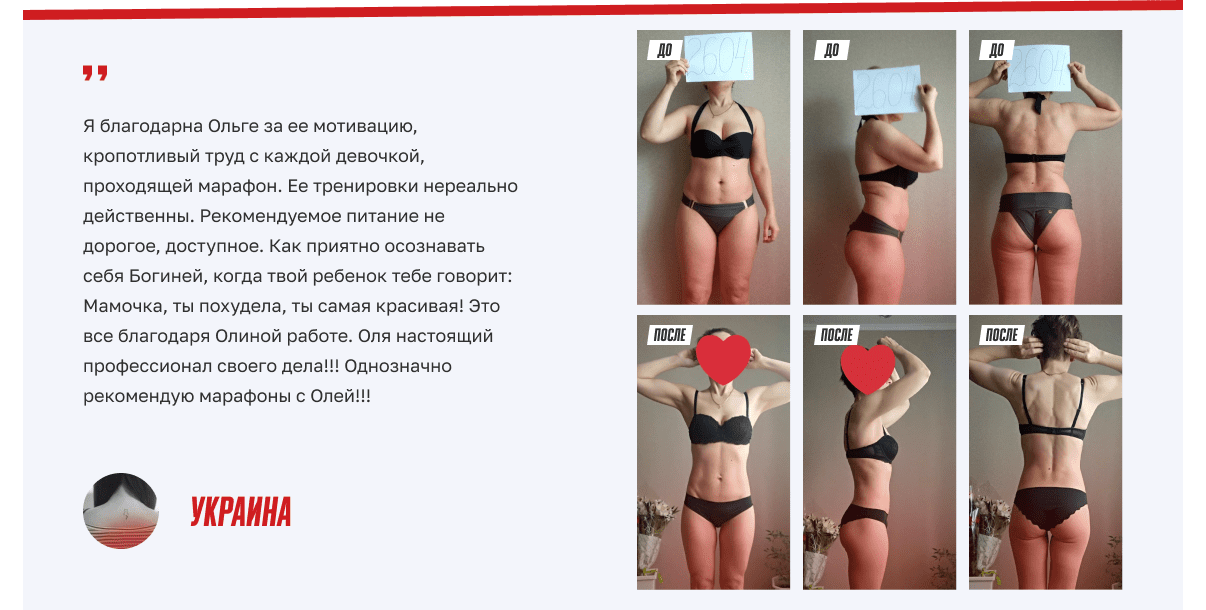 Я благодарна Ольге за ее мотивацию,
кропотливый труд с каждой девочкой,
проходящей марафон. Ее тренировки нереально
действенны. Рекомендуемое питание не
дорогое, доступное. Как приятно осознавать
себя Богиней, когда твой ребенок тебе говорит:
Мамочка, ты похудела, ты самая красивая! Это
все благодаря Олиной работе. Оля настоящий
профессионал своего дела!!! Однозначно
рекомендую марафоны с Олей!!!
УКРАИНА
ДО
2604
ДО
2604
ДО
2604
ПОСЛЕ
ПОСЛЕ
ПОСЛЕ